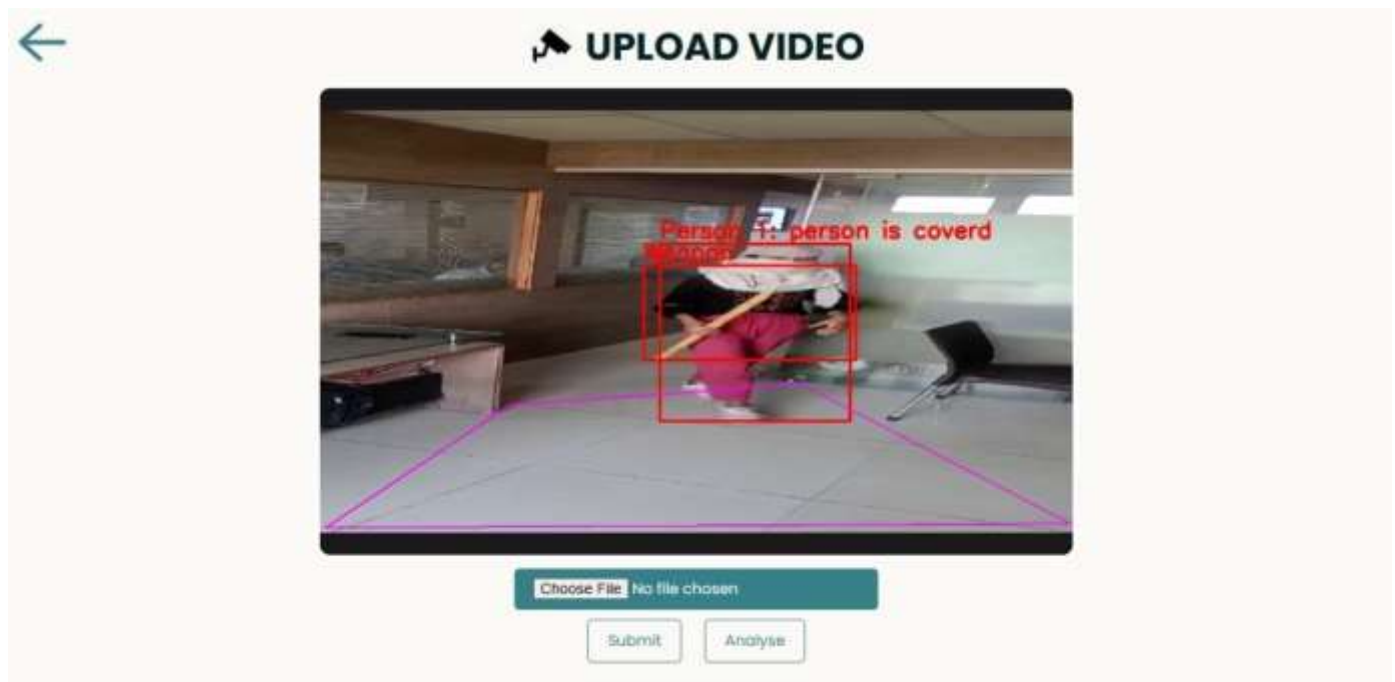 UPLOAD VIDEO
Person 1: person is coverd
Choose File No file chosen
Submit
Analyse